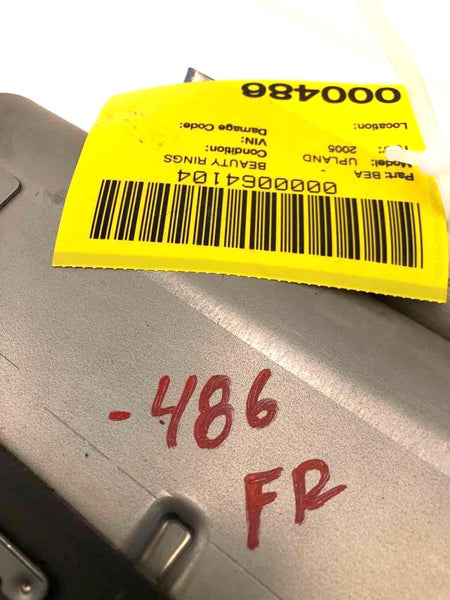 000486
Location:
2005
Model: UPLAND
Part: BEA
Damage Code:
VIN:
Condition:
BEAUTY RINGS
0000064104
-486
FR